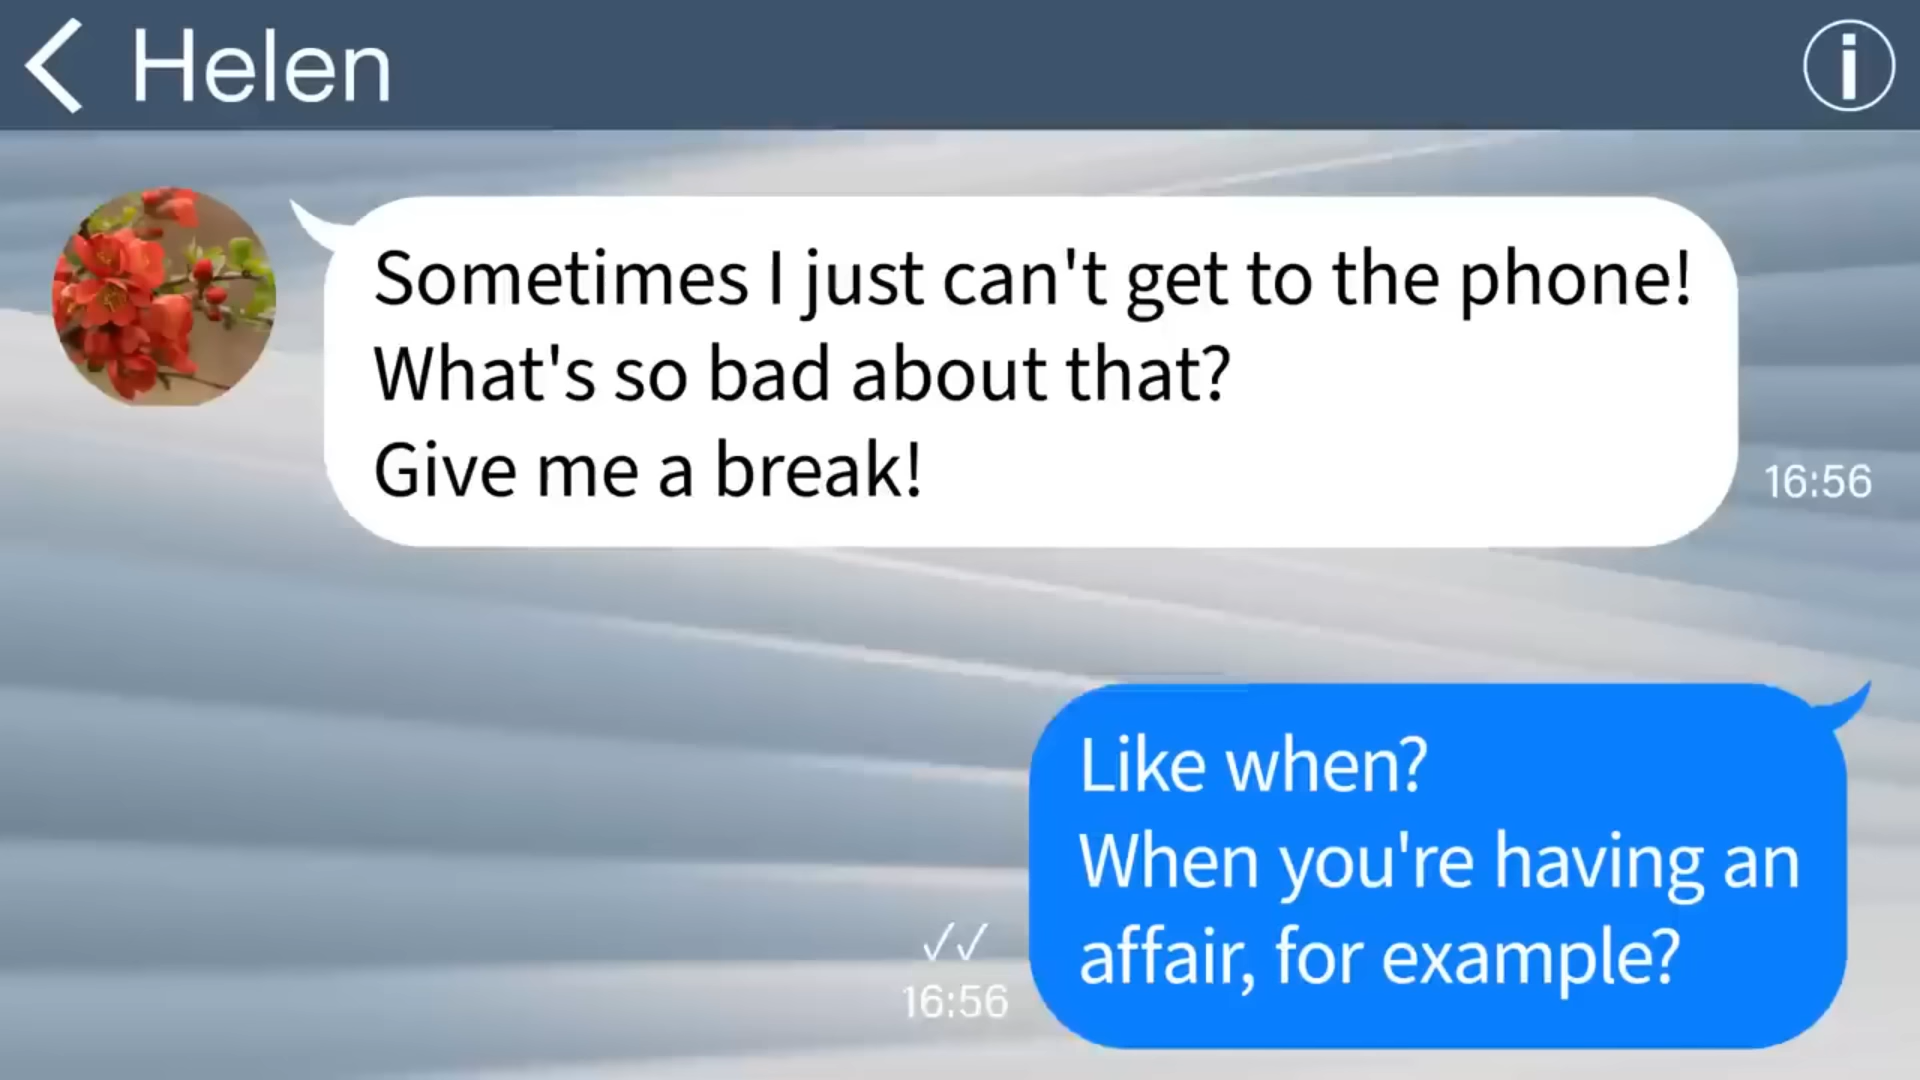 Helen
Sometimes I just can't get to the phone!
What's so bad about that?
Give me a break!
16:56
Like when?
When you're having an
affair, for example?
16:56